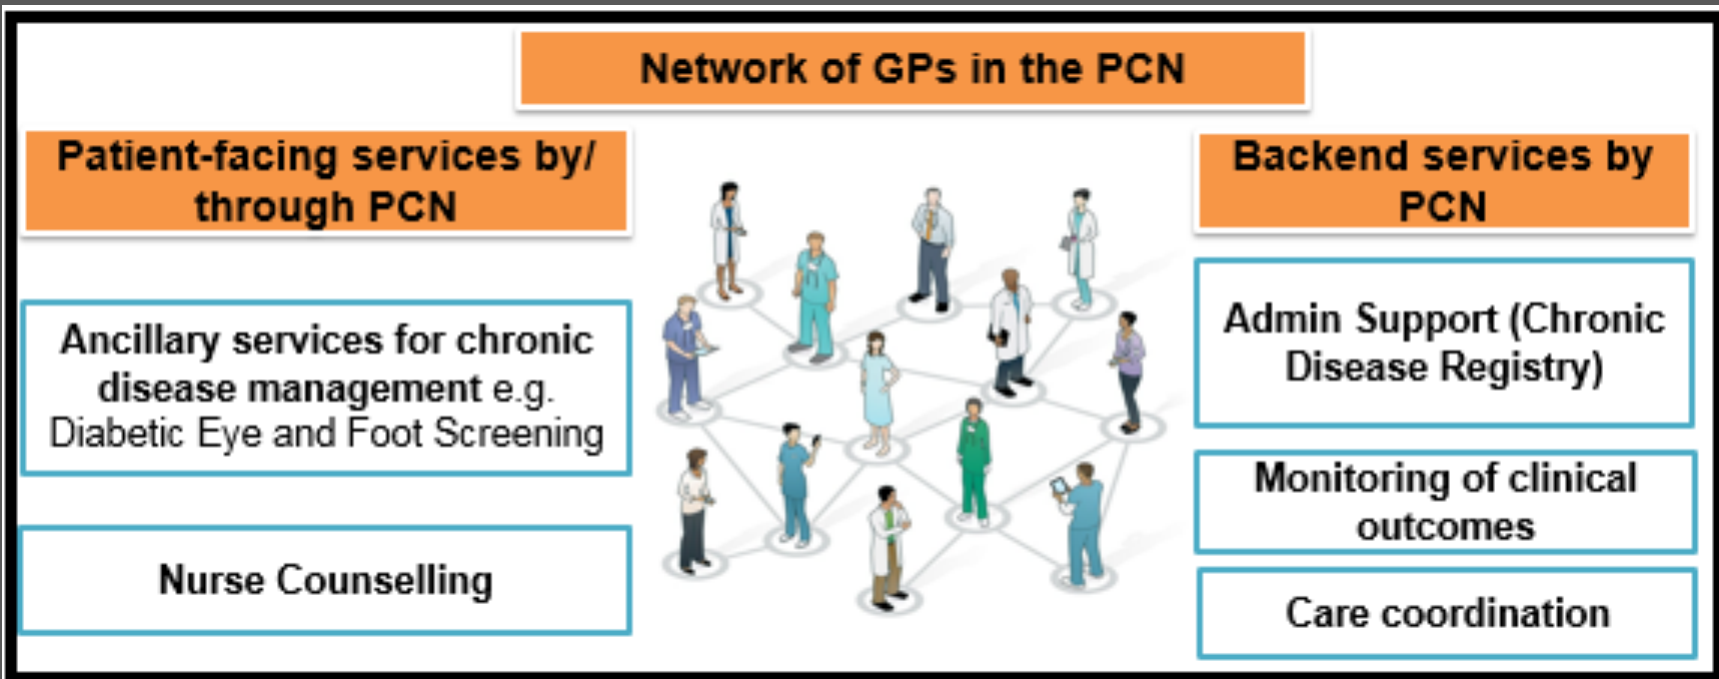 Network of GPs in the PCN
Patient-facing services by/
through PCN
Ancillary services for chronic
disease management e.g.
Diabetic Eye and Foot Screening
Nurse Counselling
Backend services by
PCN
Admin Support (Chronic
Disease Registry)
Monitoring of clinical
outcomes
Care coordination